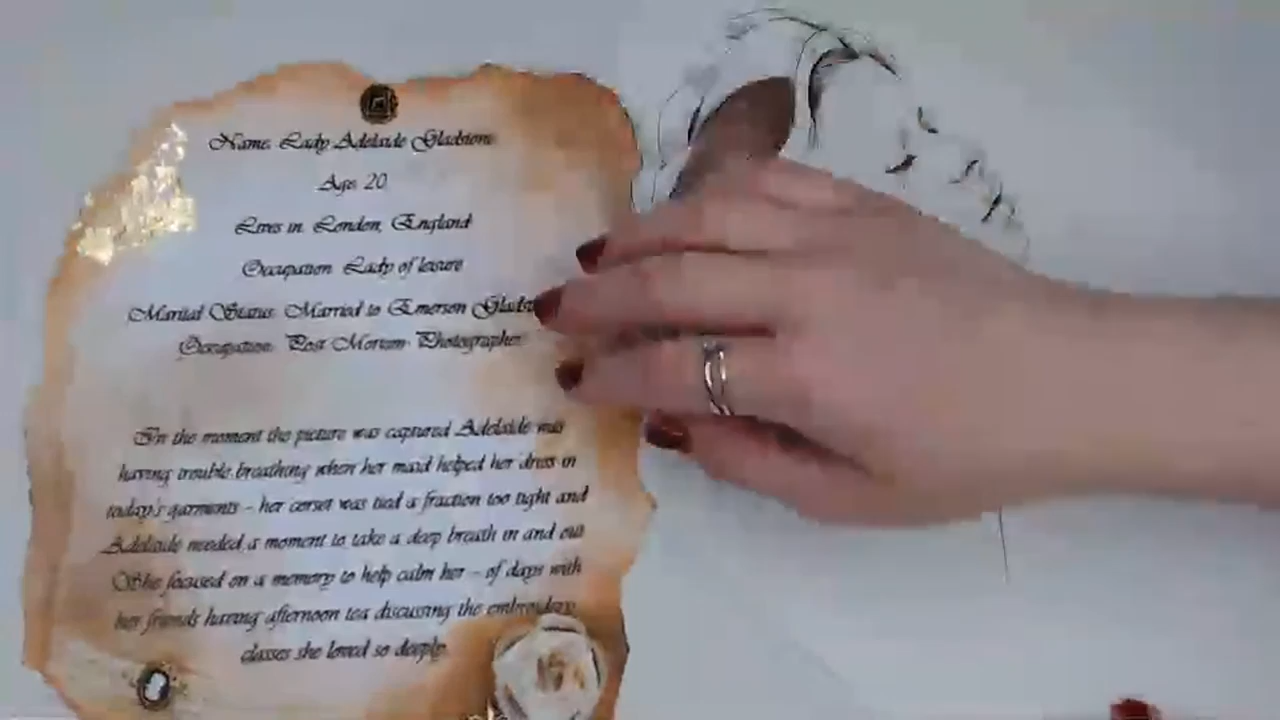 Name: Lady Adelaide Gladstone
Age: 20
Lives in: London, England
Occupation: Lady of leisure
Marital Status: Married to Emerson
Occupation: Post Mortem Photographer
In the moment the picture was captured Adelaide was
having trouble breathing when her maid helped her dress in
today's garments - her corset was tied a fraction too tight and
Adelaide needed a moment to take a deep breath in and out
She focused on a memory to help calm her - of days with
her friends having afternoon tea discussing the embroidery
classes she loved so deeply